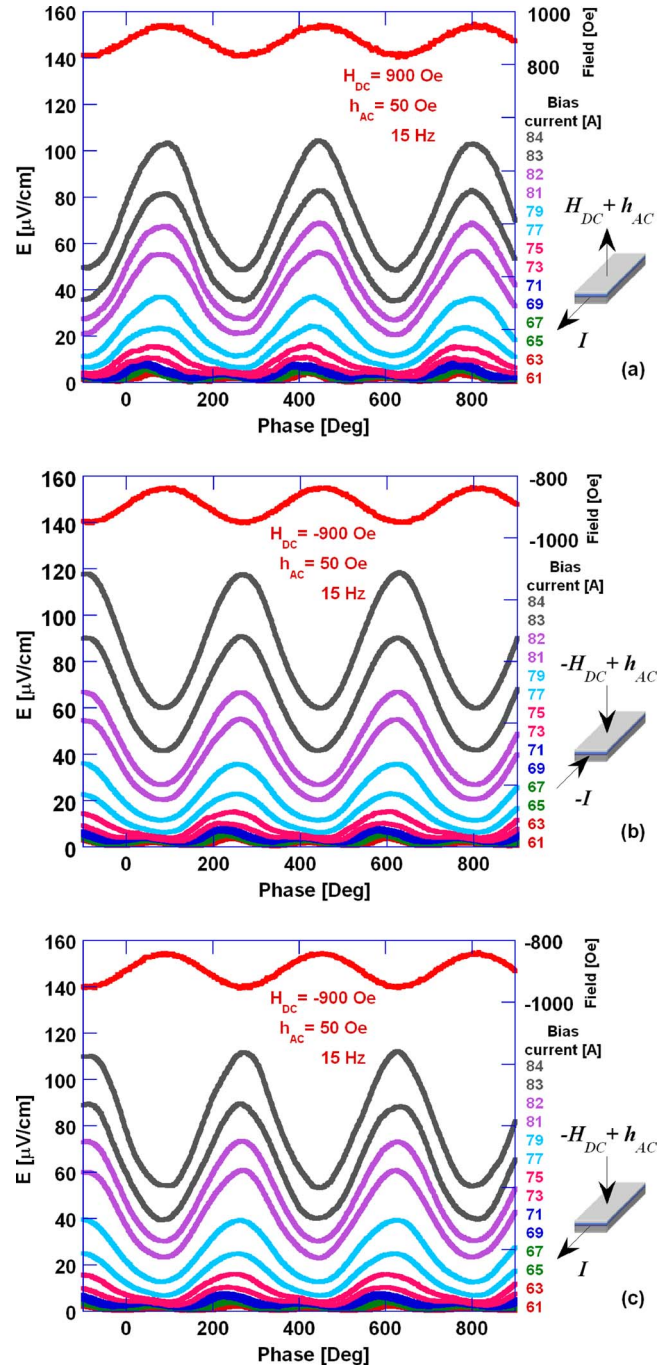 160
140
120
100
80
60
40
20
0
E [µV/cm]
1000
800
Field [Oe]
H_DC= 900 Oe
h_AC= 50 Oe
15 Hz
Bias
current [A]
84
83
82
81
79
77
75
73
71
69
67
65
63
61
H_DC+ h_AC
I
(a)
0 200 400 600 800
Phase [Deg]
160
140
120
100
80
60
40
20
0
E [µV/cm]
-800
-1000
Field [Oe]
H_DC= -900 Oe
h_AC= 50 Oe
15 Hz
Bias
current [A]
84
83
82
81
79
77
75
73
71
69
67
65
63
61
-H_DC+ h_AC
-I
(b)
0 200 400 600 800
Phase [Deg]
160
140
120
100
80
60
40
20
0
E [µV/cm]
-800
-1000
Field [Oe]
H_DC= -900 Oe
h_AC= 50 Oe
15 Hz
Bias
current [A]
84
83
82
81
79
77
75
73
71
69
67
65
63
61
-H_DC+ h_AC
I
(c)
0 200 400 600 800
Phase [Deg]